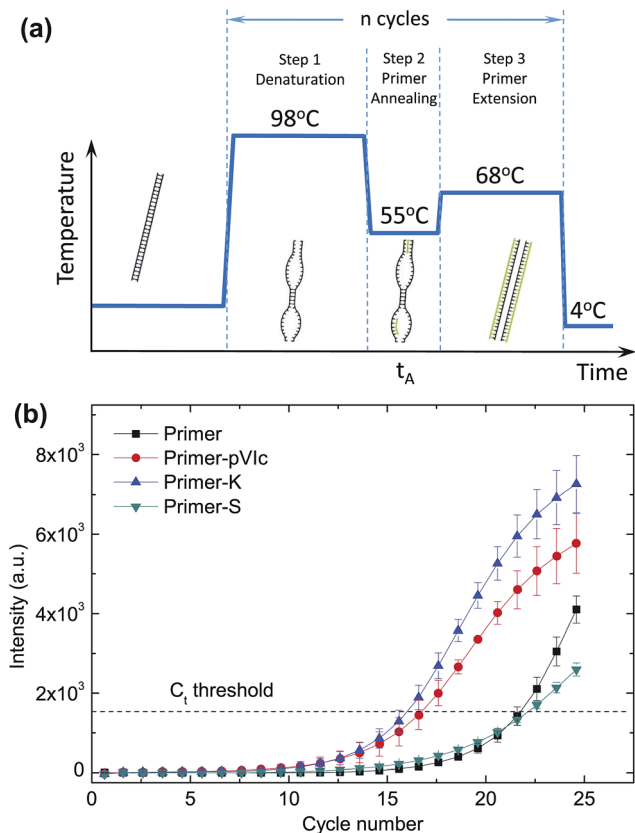 (a)
n cycles
Step 1
Denaturation
Step 2
Primer
Annealing
Step 3
Primer
Extension
98°C
68°C
55°C
4°C
Temperature
t_A
Time
(b)
Primer
Primer-pVIc
Primer-K
Primer-S
8x10³
6x10³
4x10³
2x10³
0
C_t threshold
Intensity (a.u.)
0
5
10
15
20
25
Cycle number